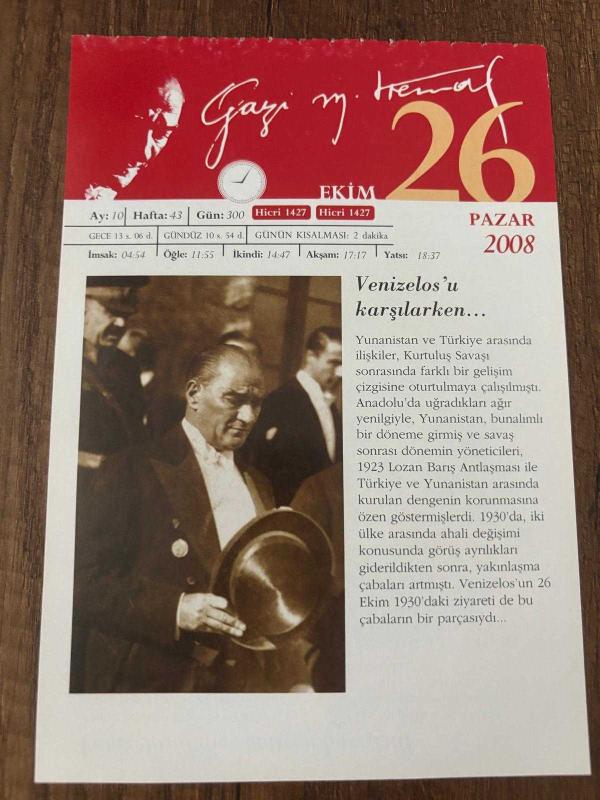 Gazi M. Kemal
EKİM 26
Ay: 10 Hafta: 43 Gün: 300 Hicri 1427 Hicri 1427
PAZAR
GECE 13 s. 06 d. GÜNDÜZ 10 s. 54 d. GÜNÜN KISALMASI: 2 dakika
2008
İmsak: 04:54 Öğle: 11:55 İkindi: 14:47 Akşam: 17:17 Yatsı: 18:37
Venizelos'u
karşılarken...
Yunanistan ve Türkiye arasında
ilişkiler, Kurtuluş Savaşı
sonrasında farklı bir gelişim
çizgisine oturtulmaya çalışılmıştı.
Anadolu'da uğradıkları ağır
yenilgiyle, Yunanistan, bunalımlı
bir döneme girmiş ve savaş
sonrası dönemin yöneticileri,
1923 Lozan Barış Antlaşması ile
Türkiye ve Yunanistan arasında
kurulan dengenin korunmasına
özen göstermişlerdi. 1930'da, iki
ülke arasında ahali değişimi
konusunda görüş ayrılıkları
giderildikten sonra, yakınlaşma
çabaları artmıştı. Venizelos'un 26
Ekim 1930'daki ziyareti de bu
çabaların bir parçasıydı...